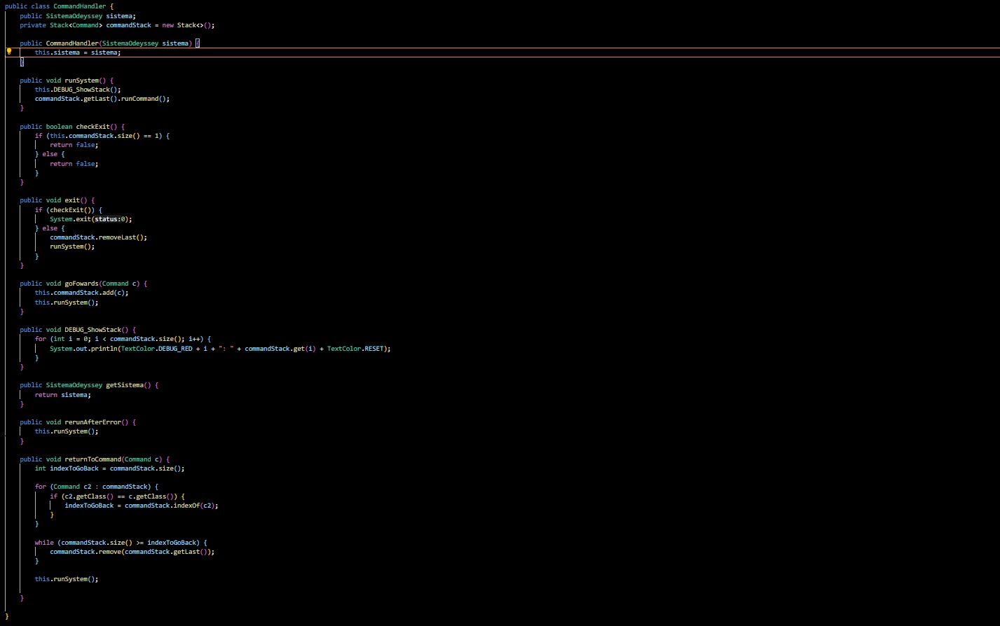 public class CommandHandler {
public SistemaOdeyssey sistema;
private Stack<Command> commandStack = new Stack<>();
public CommandHandler(SistemaOdeyssey sistema) {
this.sistema = sistema;
}
public void runSystem() {
this.DEBUG_ShowStack();
commandStack.getLast().runCommand();
}
public boolean checkExit() {
if (this.commandStack.size() == 1) {
return false;
} else {
return false;
}
}
public void exit() {
if (checkExit()) {
System.exit(status:0);
} else {
commandStack.removeLast();
runSystem();
}
}
public void goFowards(Command c) {
this.commandStack.add(c);
this.runSystem();
}
public void DEBUG_ShowStack() {
for (int i = 0; i < commandStack.size(); i++) {
System.out.println(TextColor.DEBUG_RED + i + ": " + commandStack.get(i) + TextColor.RESET);
}
}
public SistemaOdeyssey getSistema() {
return sistema;
}
public void rerunAfterError() {
this.runSystem();
}
public void returnToCommand(Command c) {
int indexToGoBack = commandStack.size();
for (Command c2 : commandStack) {
if (c2.getClass() == c.getClass()) {
indexToGoBack = commandStack.indexOf(c2);
}
}
while (commandStack.size() >= indexToGoBack) {
commandStack.remove(commandStack.getLast());
}
this.runSystem();
}
}